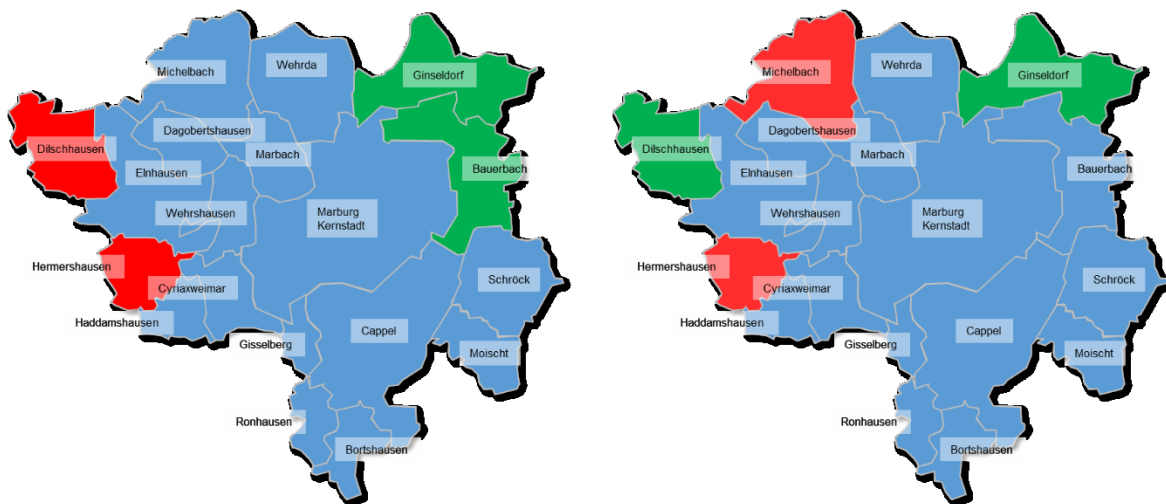 Wehrda
Michelbach
Ginseldorf
Dagobertshausen
Dilschhausen
Marbach
Elnhausen
Bauerbach
Wehrshausen
Marburg
Kernstadt
Hermershausen
Schröck
Cyriaxweimar
Haddamshausen
Cappel
Gisselberg
Moischt
Ronhausen
Bortshausen
Wehrda
Michelbach
Ginseldorf
Dagobertshausen
Dilschhausen
Marbach
Elnhausen
Bauerbach
Wehrshausen
Marburg
Kernstadt
Hermershausen
Schröck
Cyriaxweimar
Haddamshausen
Cappel
Gisselberg
Moischt
Ronhausen
Bortshausen